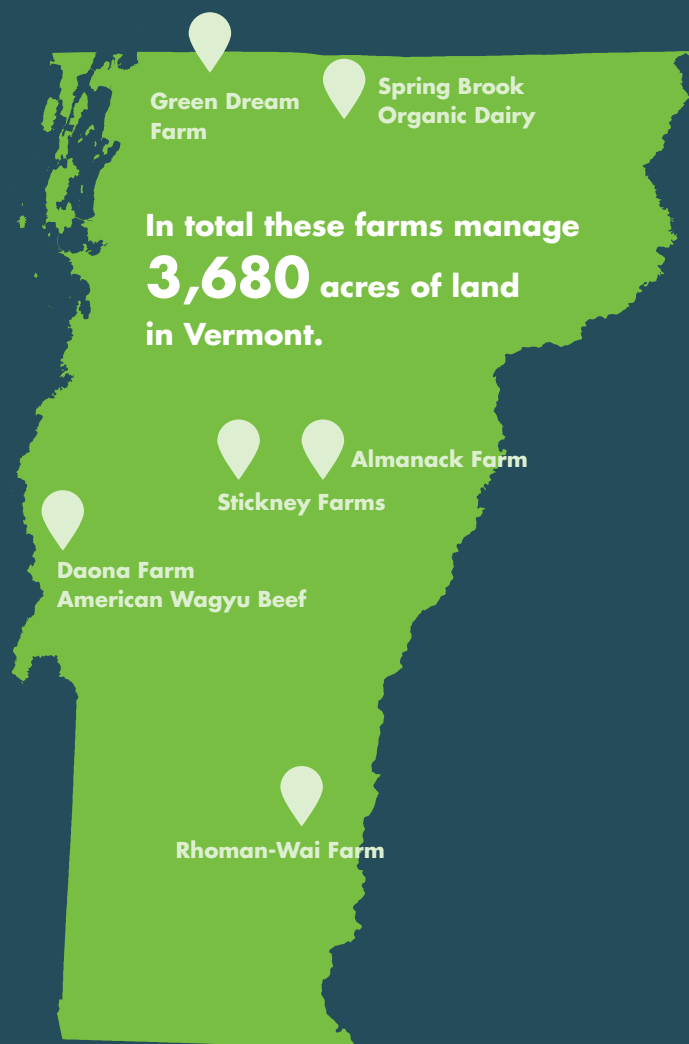 Green Dream
Farm
Spring Brook
Organic Dairy
In total these farms manage
3,680 acres of land
in Vermont.
Almanack Farm
Stickney Farms
Daona Farm
American Wagyu Beef
Rhoman-Wai Farm